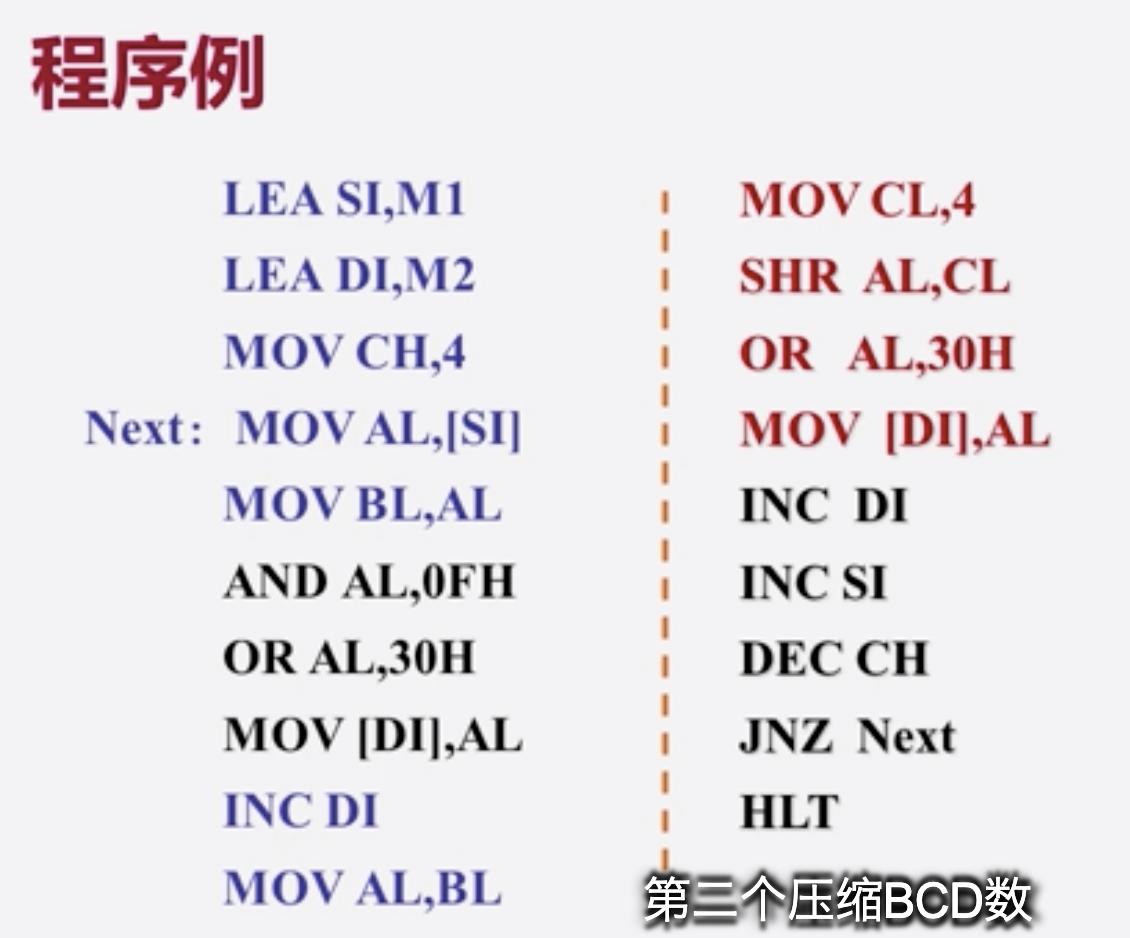 程序例
LEA SI,M1
LEA DI,M2
MOV CH,4
Next: MOV AL,[SI]
MOV BL,AL
AND AL,0FH
OR AL,30H
MOV [DI],AL
INC DI
MOV AL,BL
MOV CL,4
SHR AL,CL
OR AL,30H
MOV [DI],AL
INC DI
INC SI
DEC CH
JNZ Next
HLT
第二个压缩BCD数